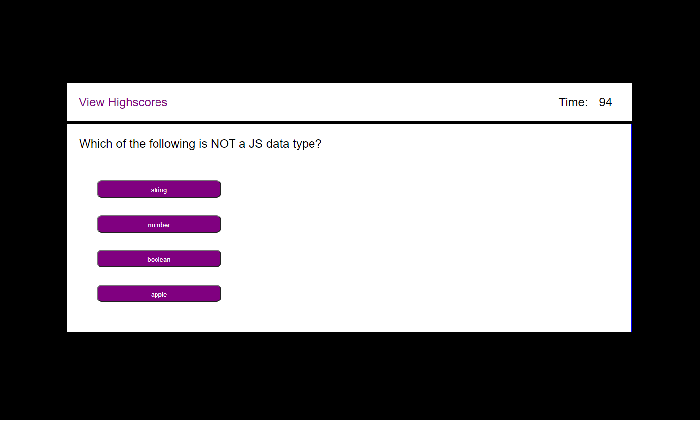 View Highscores
Time: 94
Which of the following is NOT a JS data type?
string
number
boolean
apple